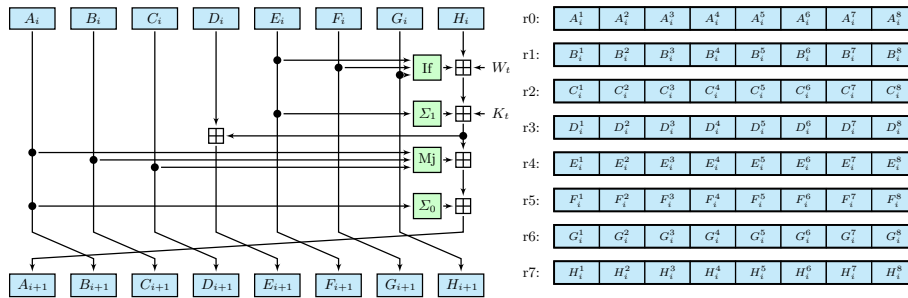 A_i B_i C_i D_i E_i F_i G_i H_i
If W_t
Σ_1 K_t
Mj
Σ_0
A_{i+1} B_{i+1} C_{i+1} D_{i+1} E_{i+1} F_{i+1} G_{i+1} H_{i+1}
r0: A_i^1 A_i^2 A_i^3 A_i^4 A_i^5 A_i^6 A_i^7 A_i^8
r1: B_i^1 B_i^2 B_i^3 B_i^4 B_i^5 B_i^6 B_i^7 B_i^8
r2: C_i^1 C_i^2 C_i^3 C_i^4 C_i^5 C_i^6 C_i^7 C_i^8
r3: D_i^1 D_i^2 D_i^3 D_i^4 D_i^5 D_i^6 D_i^7 D_i^8
r4: E_i^1 E_i^2 E_i^3 E_i^4 E_i^5 E_i^6 E_i^7 E_i^8
r5: F_i^1 F_i^2 F_i^3 F_i^4 F_i^5 F_i^6 F_i^7 F_i^8
r6: G_i^1 G_i^2 G_i^3 G_i^4 G_i^5 G_i^6 G_i^7 G_i^8
r7: H_i^1 H_i^2 H_i^3 H_i^4 H_i^5 H_i^6 H_i^7 H_i^8